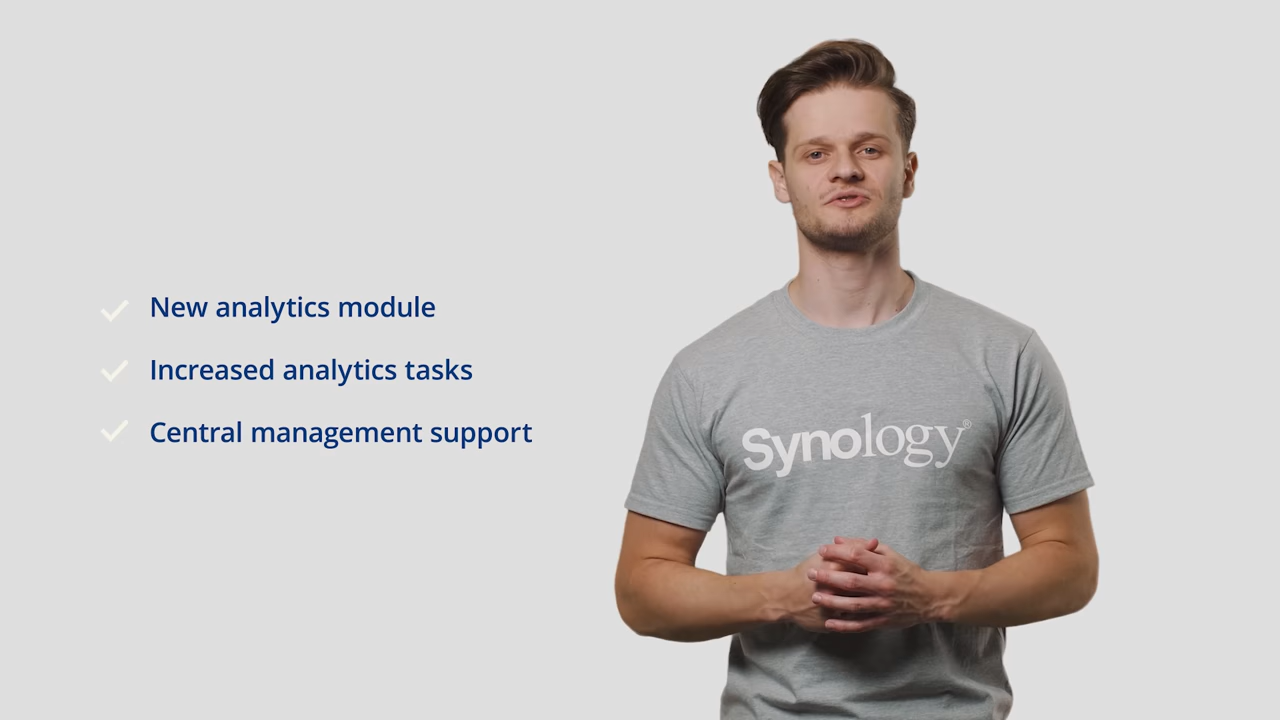 New analytics module
Increased analytics tasks
Central management support
Synology®